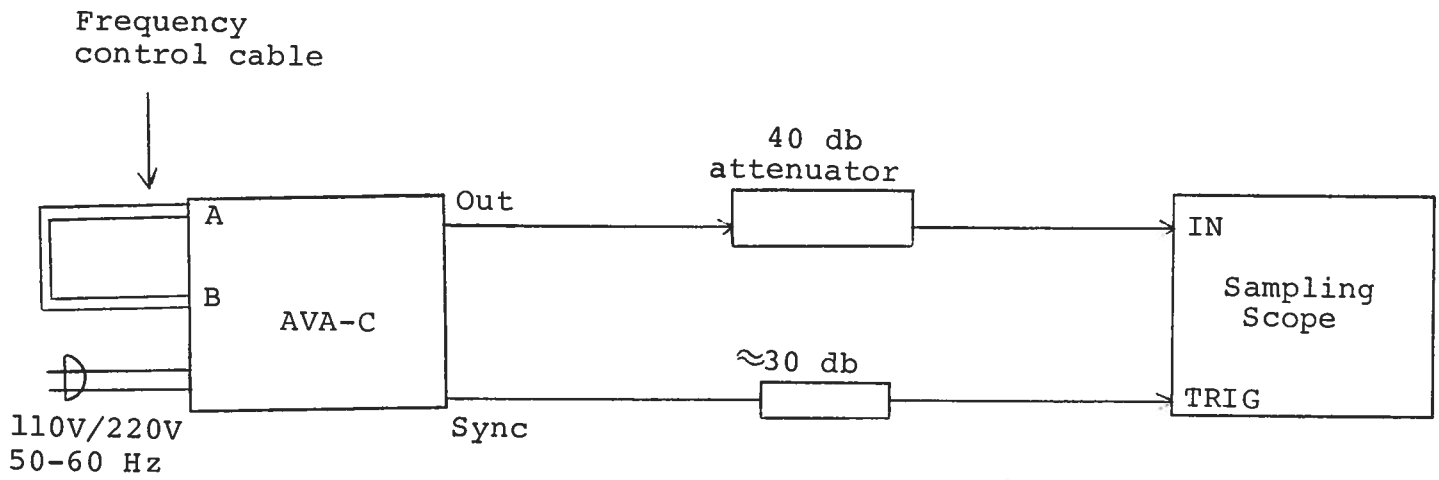 Frequency
control cable
40 db
attenuator
A
Out
IN
B
AVA-C
Sampling
Scope
≈30 db
TRIG
110V/220V
50-60 Hz
Sync